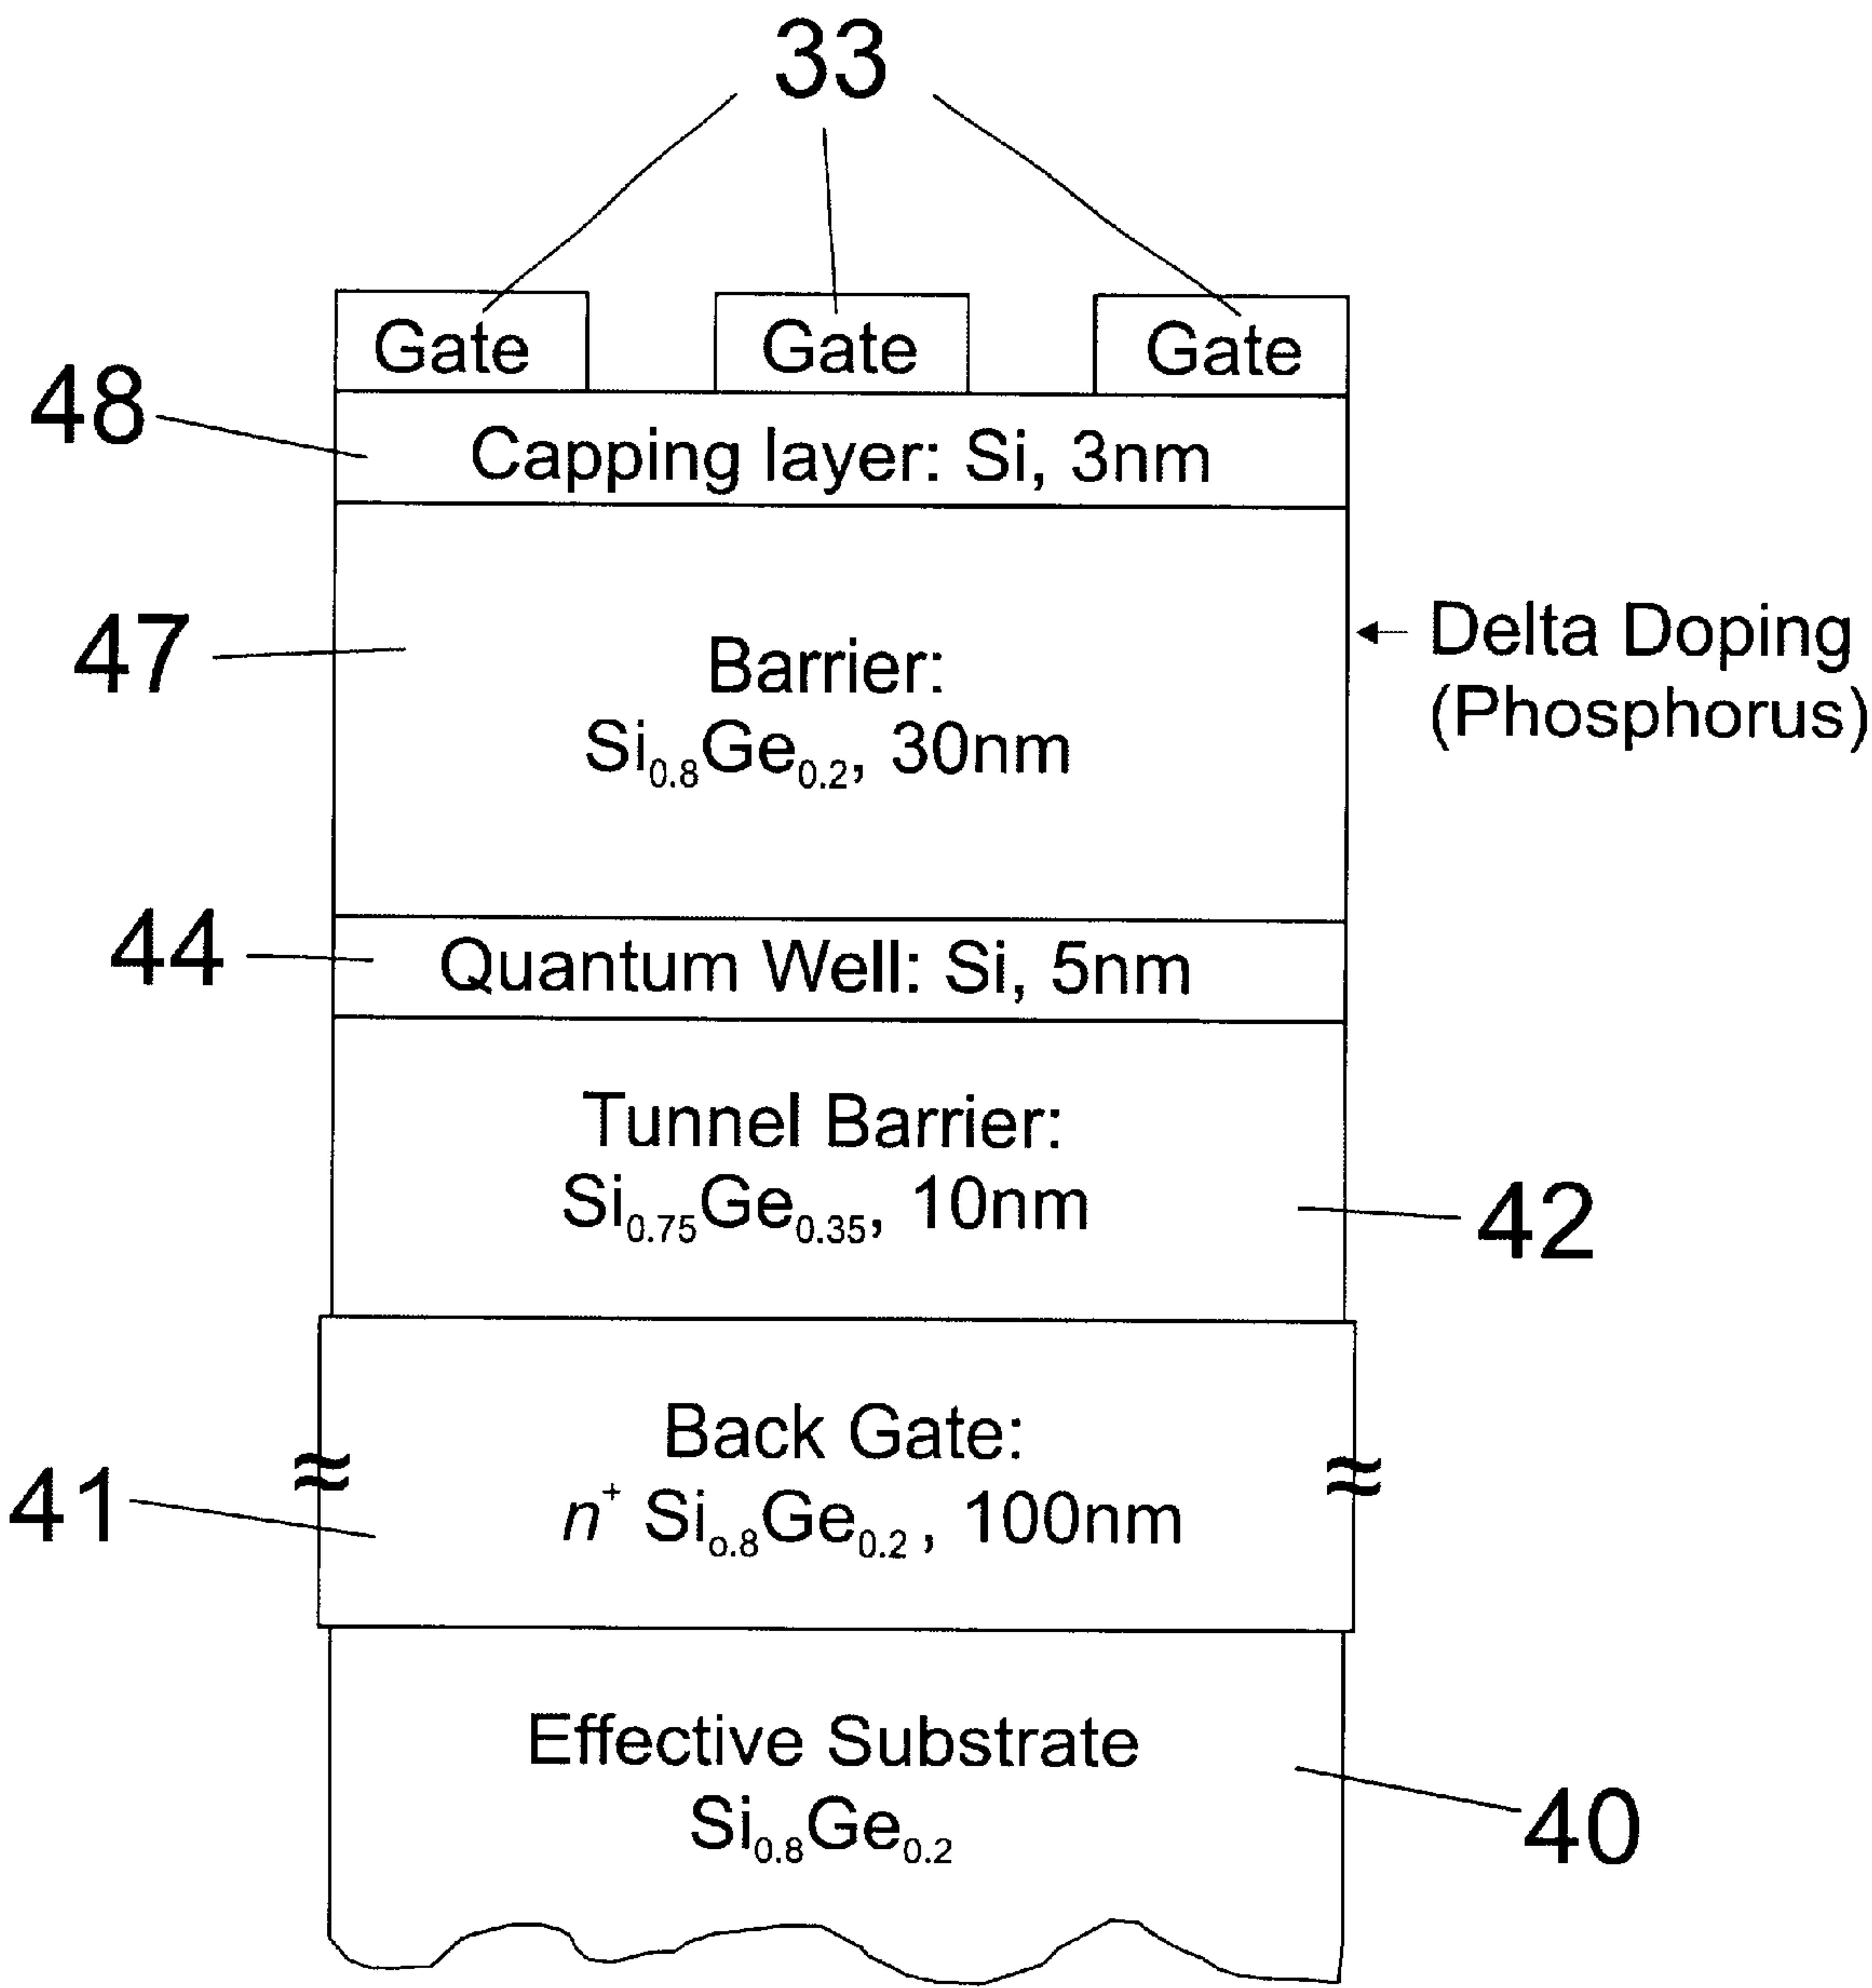 33
Gate Gate Gate
48
Capping layer: Si, 3nm
47
Barrier:
Si0.8Ge0.2, 30nm
Delta Doping
(Phosphorus)
44
Quantum Well: Si, 5nm
Tunnel Barrier:
Si0.75Ge0.35, 10nm
42
Back Gate:
n+ Sio.8Ge0.2, 100nm
41
Effective Substrate
Si0.8Ge0.2
40